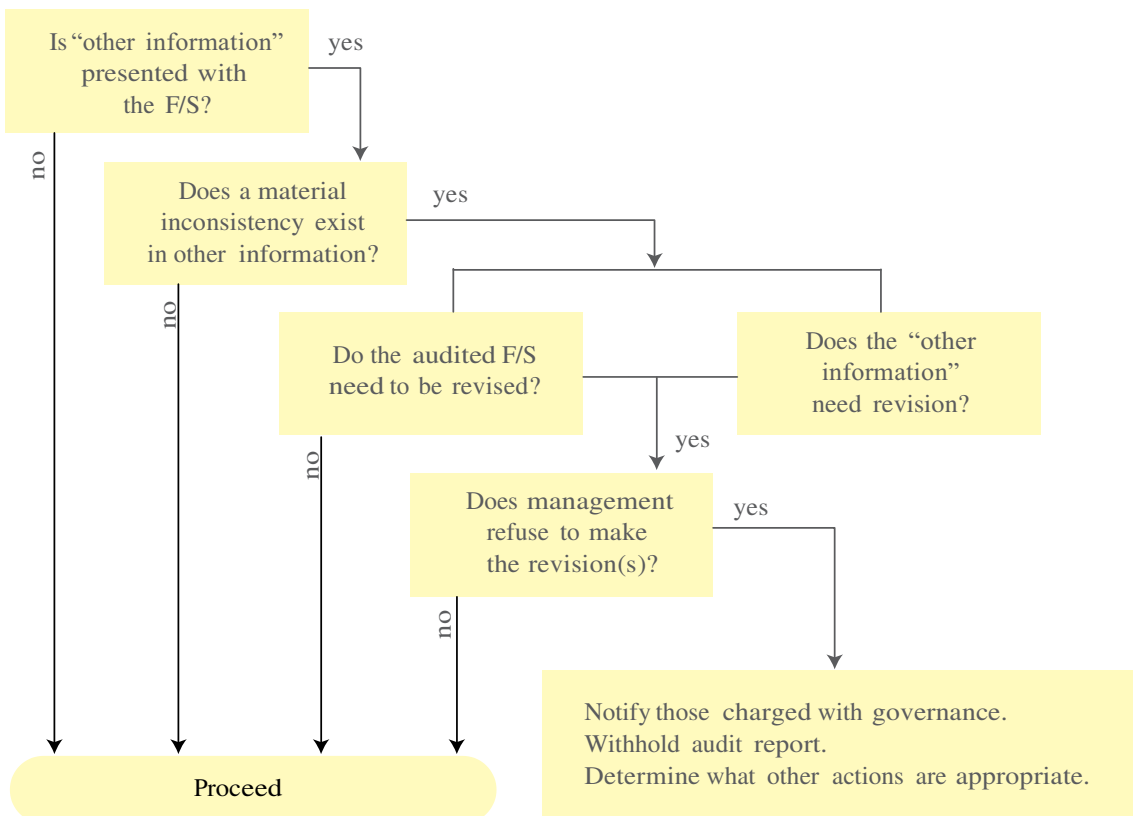 Is “other information”
presented with
the F/S?
yes
no
Does a material
inconsistency exist
in other information?
yes
no
Do the audited F/S
need to be revised?
Does the “other
information”
need revision?
no
yes
Does management
refuse to make
the revision(s)?
yes
no
Notify those charged with governance.
Withhold audit report.
Determine what other actions are appropriate.
Proceed